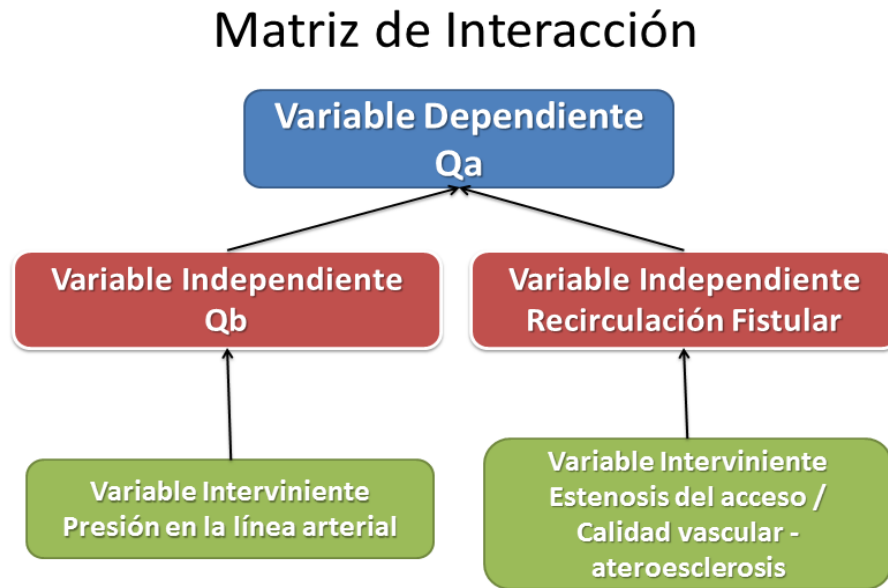 Matriz de Interacción
Variable Dependiente
Qa
Variable Independiente
Qb
Variable Independiente
Recirculación Fistular
Variable Interviniente
Presión en la línea arterial
Variable Interviniente
Estenosis del acceso /
Calidad vascular -
ateroesclerosis